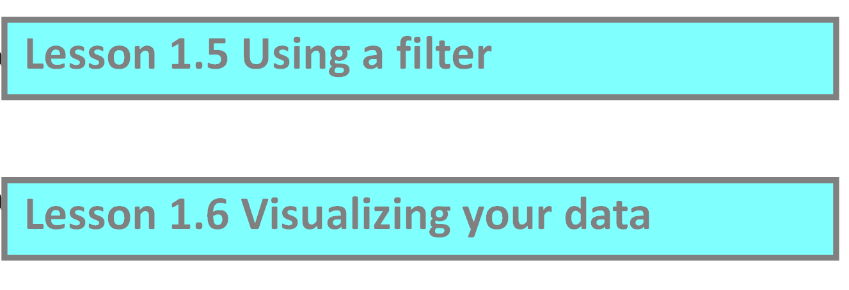 Lesson 1.5 Using a filter
Lesson 1.6 Visualizing your data